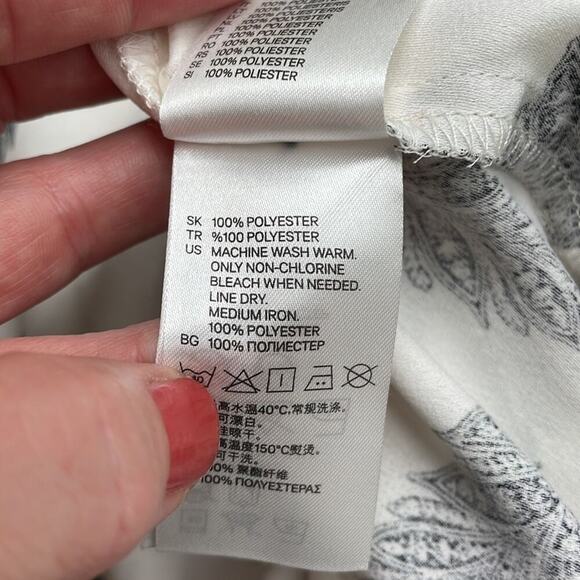 100% POLYESTER
RO 100% POLIESTER
RS 100% POLIESTER
SE 100% POLYESTER
SI 100% POLIESTER
SK 100% POLYESTER
TR %100 POLYESTER
US MACHINE WASH WARM.
ONLY NON-CHLORINE
BLEACH WHEN NEEDED.
LINE DRY.
MEDIUM IRON.
100% POLYESTER
BG 100% ПОЛИЕСТЕР
高水温40°C,常规洗涤.
可漂白.
挂晾干.
高温度150°C熨烫.
可干洗.
聚酯纤维
100% ΠΟΛΥΕΣΤΕΡΑΣ